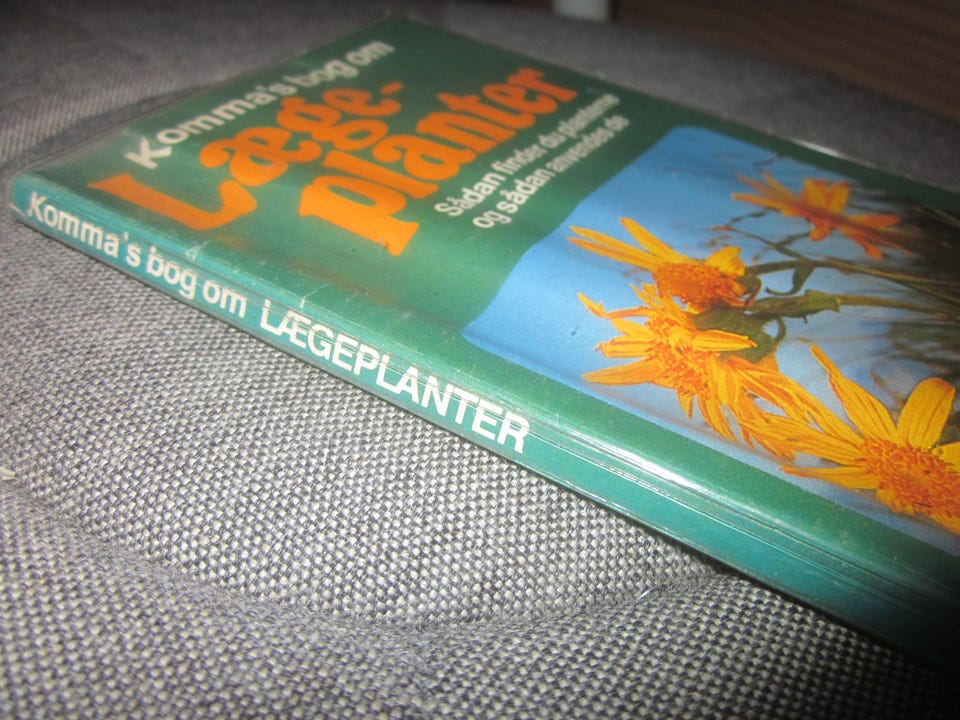 Komma's bog om
Læge-
planter
Sådan finder du planterne
og sådan anvendes de
Komma's bog om LÆGEPLANTER